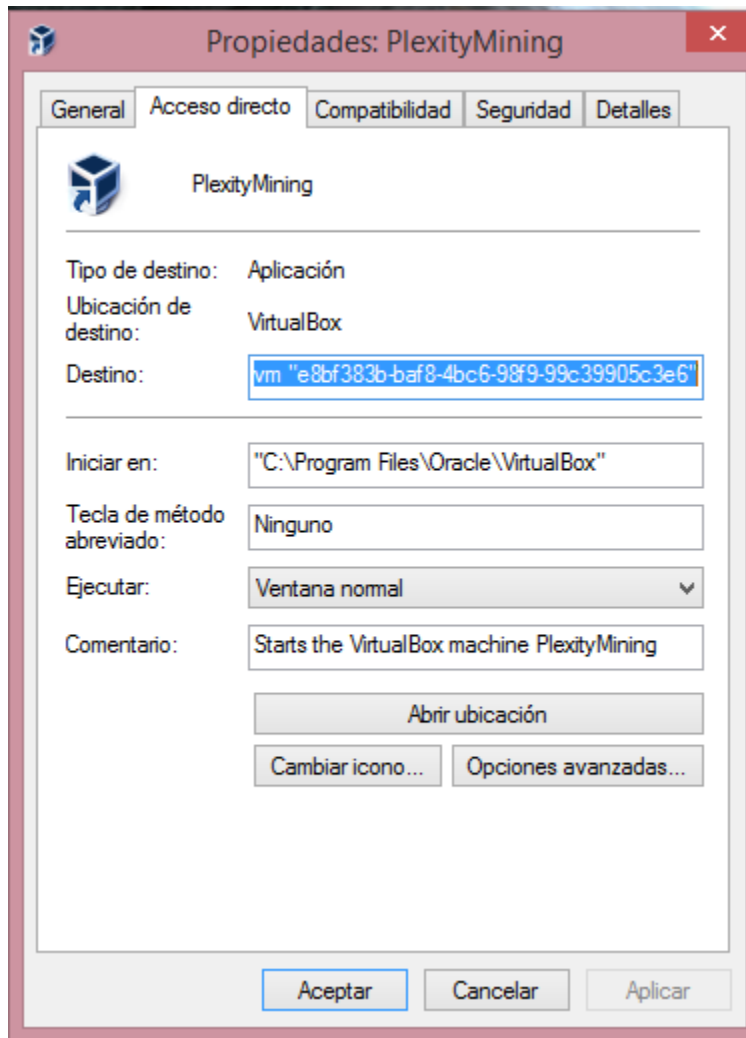 Propiedades: PlexityMining
General Acceso directo Compatibilidad Seguridad Detalles
PlexityMining
Tipo de destino: Aplicación
Ubicación de destino: VirtualBox
Destino: vm "e8bf383b-baf8-4bc6-98f9-99c39905c3e6"
Iniciar en: "C:\Program Files\Oracle\VirtualBox"
Tecla de método abreviado: Ninguno
Ejecutar: Ventana normal
Comentario: Starts the VirtualBox machine PlexityMining
Abrir ubicación
Cambiar icono... Opciones avanzadas...
Aceptar Cancelar Aplicar